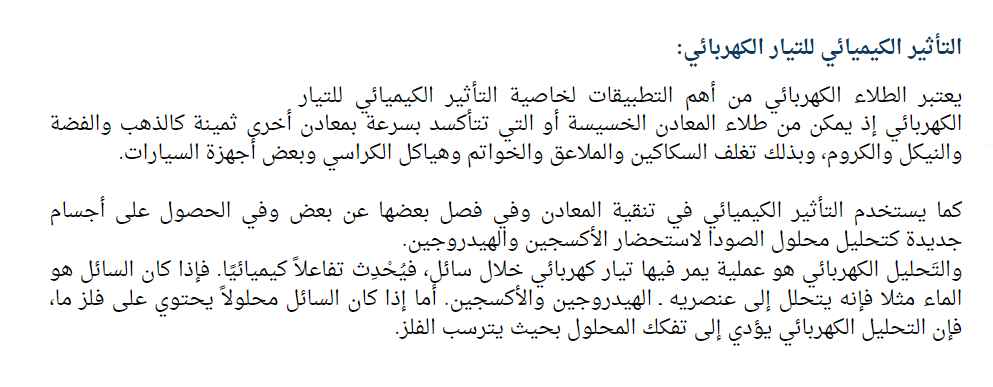 التأثير الكيميائي للتيار الكهربائي:
يعتبر الطلاء الكهربائي من أهم التطبيقات لخاصية التأثير الكيميائي للتيار
الكهربائي إذ يمكن من طلاء المعادن الخسيسة أو التي تتأكسد بسرعة بمعادن أخرى ثمينة كالذهب والفضة
والنيكل والكروم، وبذلك تغلف السكاكين والملاعق والخواتم وهياكل الكراسي وبعض أجهزة السيارات.
كما يستخدم التأثير الكيميائي في تنقية المعادن وفي فصل بعضها عن بعض وفي الحصول على أجسام
جديدة كتحليل محلول الصودا لاستحضار الأكسجين والهيدروجين.
والتَحليل الكهربائي هو عملية يمر فيها تيار كهربائي خلال سائل، فيُحْدِث تفاعلاً كيميائيًا. فإذا كان السائل هو
الماء مثلا فإنه يتحلل إلى عنصريه ـ الهيدروجين والأكسجين. أما إذا كان السائل محلولاً يحتوي على فلز ما،
فإن التحليل الكهربائي يؤدي إلى تفكك المحلول بحيث يترسب الفلز.